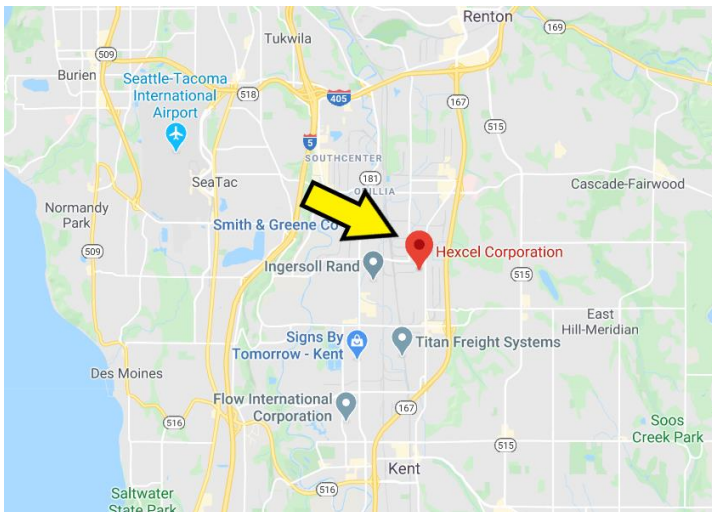 Renton
169
Tukwila
509
Burien
Seattle-Tacoma
International
Airport
518
405
167
5
515
SOUTHCENTER
181
SeaTac
Cascade-Fairwood
Normandy
Park
Smith & Greene Co
509
Hexcel Corporation
Ingersoll Rand
515
East
Hill-Meridian
Signs By
Tomorrow - Kent
Titan Freight Systems
Des Moines
Flow International
Corporation
167
516
Soos
Creek Park
515
Kent
516
Saltwater
State Park